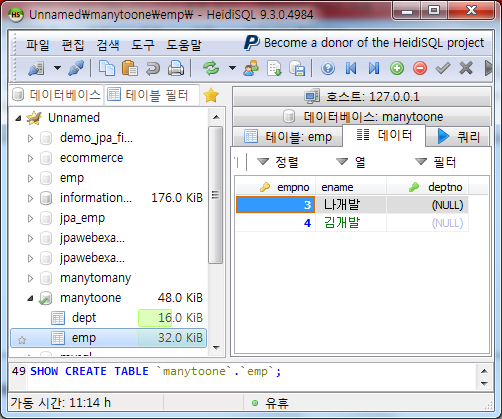 Unnamed\manytoone\emp\ - HeidiSQL 9.3.0.4984
파일 편집 검색 도구 도움말
Become a donor of the HeidiSQL project
데이터베이스 테이블 필터
호스트: 127.0.0.1
데이터베이스: manytoone
테이블: emp 데이터 쿼리
정렬 열 필터
empno ename deptno
3 나개발 (NULL)
4 김개발 (NULL)
Unnamed
demo_jpa_fi...
ecommerce
emp
information... 176.0 KiB
jpa_emp
jpawebexa...
jpawebexa...
manytomany
manytoone 48.0 KiB
dept 16.0 KiB
emp 32.0 KiB
49 SHOW CREATE TABLE `manytoone`.`emp`;
가동 시간: 11:14 h
유휴